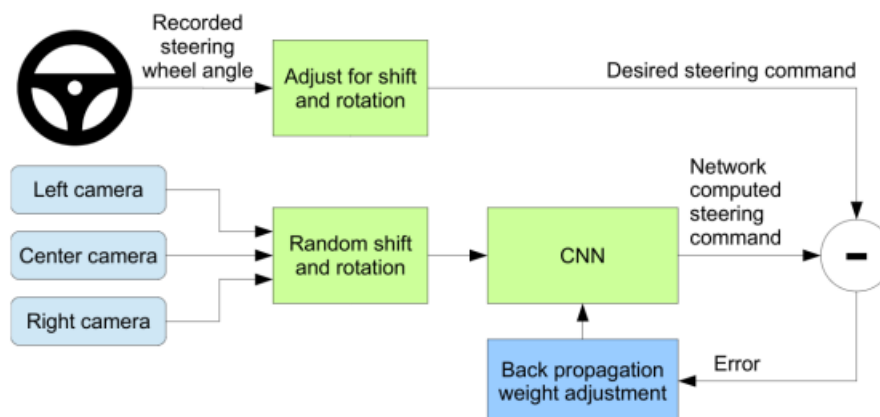 Recorded
steering
wheel angle
Adjust for shift
and rotation
Desired steering command
Left camera
Center camera
Right camera
Random shift
and rotation
CNN
Network
computed
steering
command
-
Back propagation
weight adjustment
Error